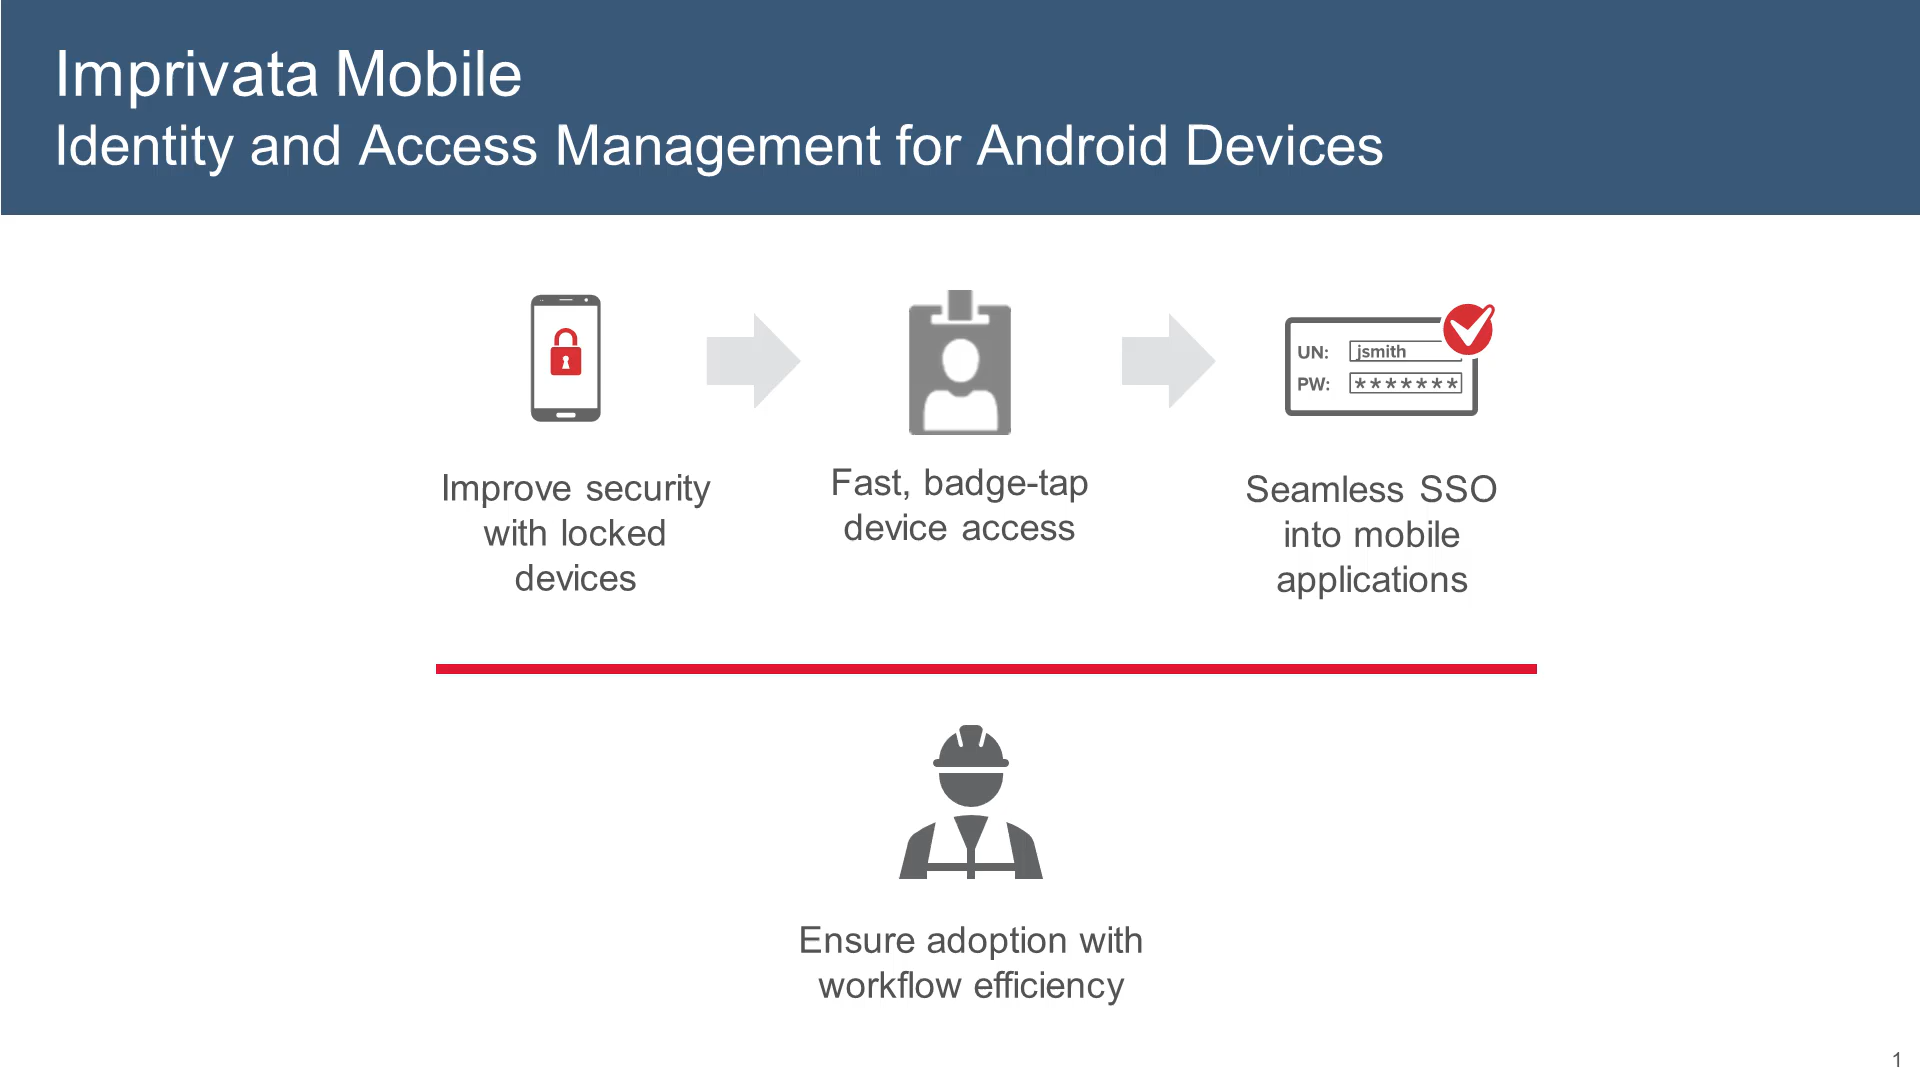 Imprivata Mobile
Identity and Access Management for Android Devices
UN: jsmith
PW: *******
Improve security
with locked
devices
Fast, badge-tap
device access
Seamless SSO
into mobile
applications
Ensure adoption with
workflow efficiency
1